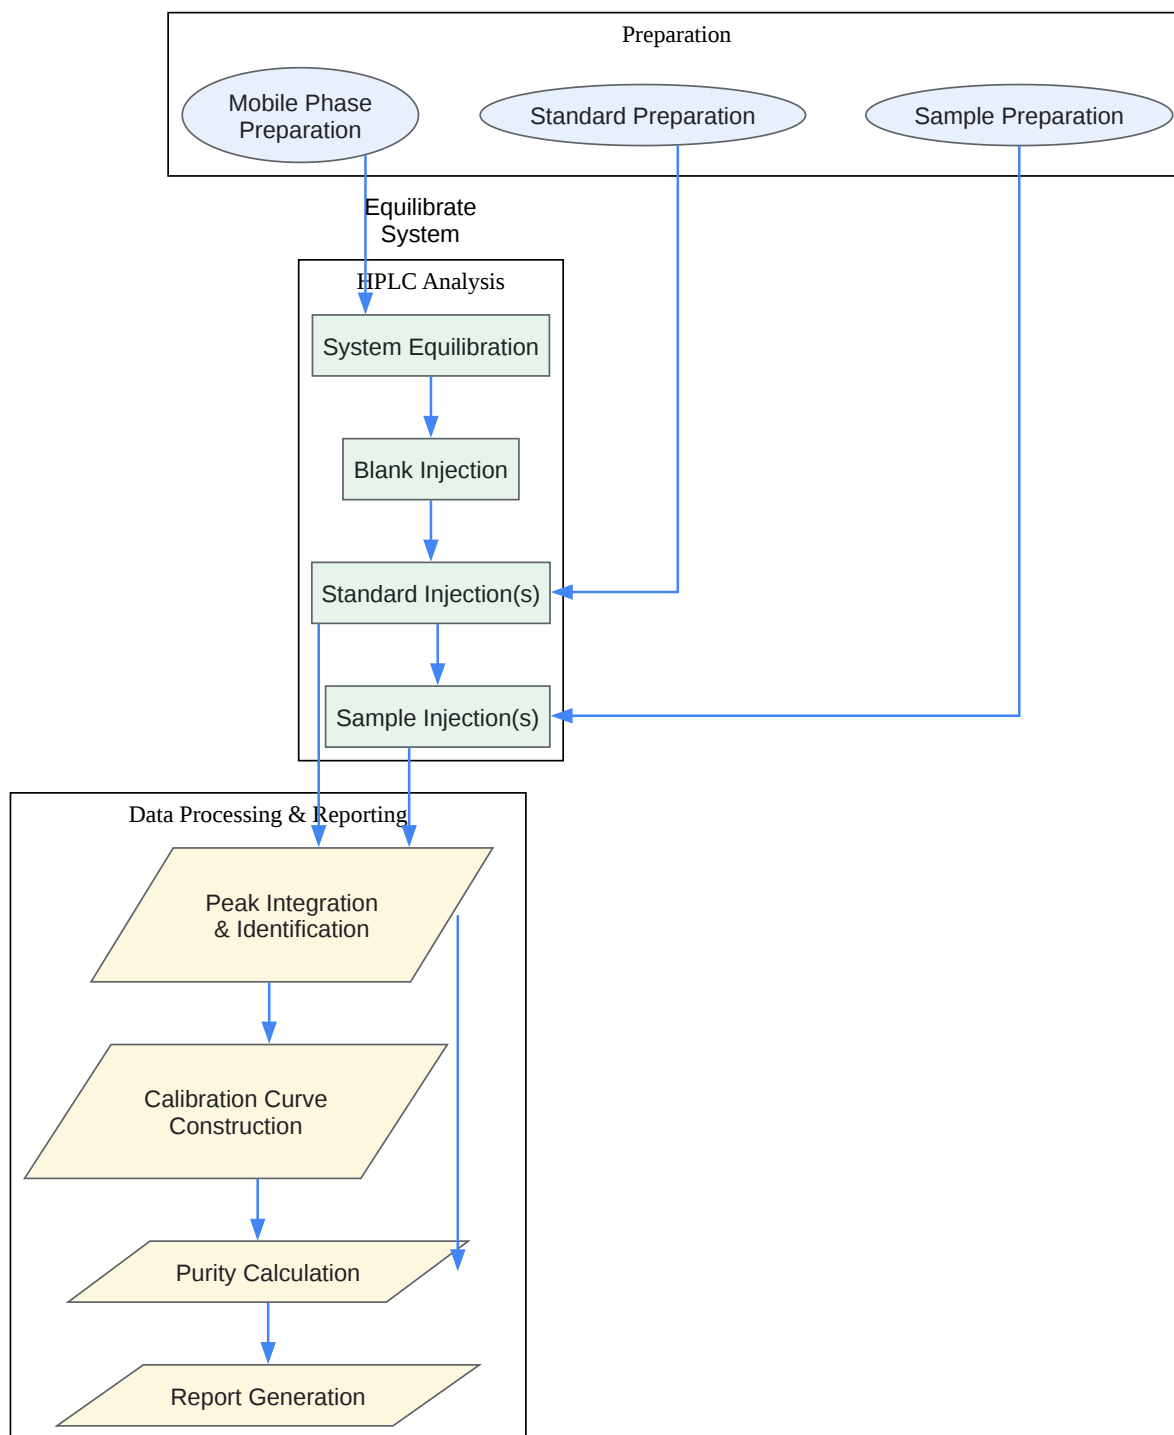 Preparation
Mobile Phase
Preparation
Standard Preparation
Sample Preparation
Equilibrate
System
HPLC Analysis
System Equilibration
Blank Injection
Standard Injection(s)
Sample Injection(s)
Data Processing & Reporting
Peak Integration
& Identification
Calibration Curve
Construction
Purity Calculation
Report Generation